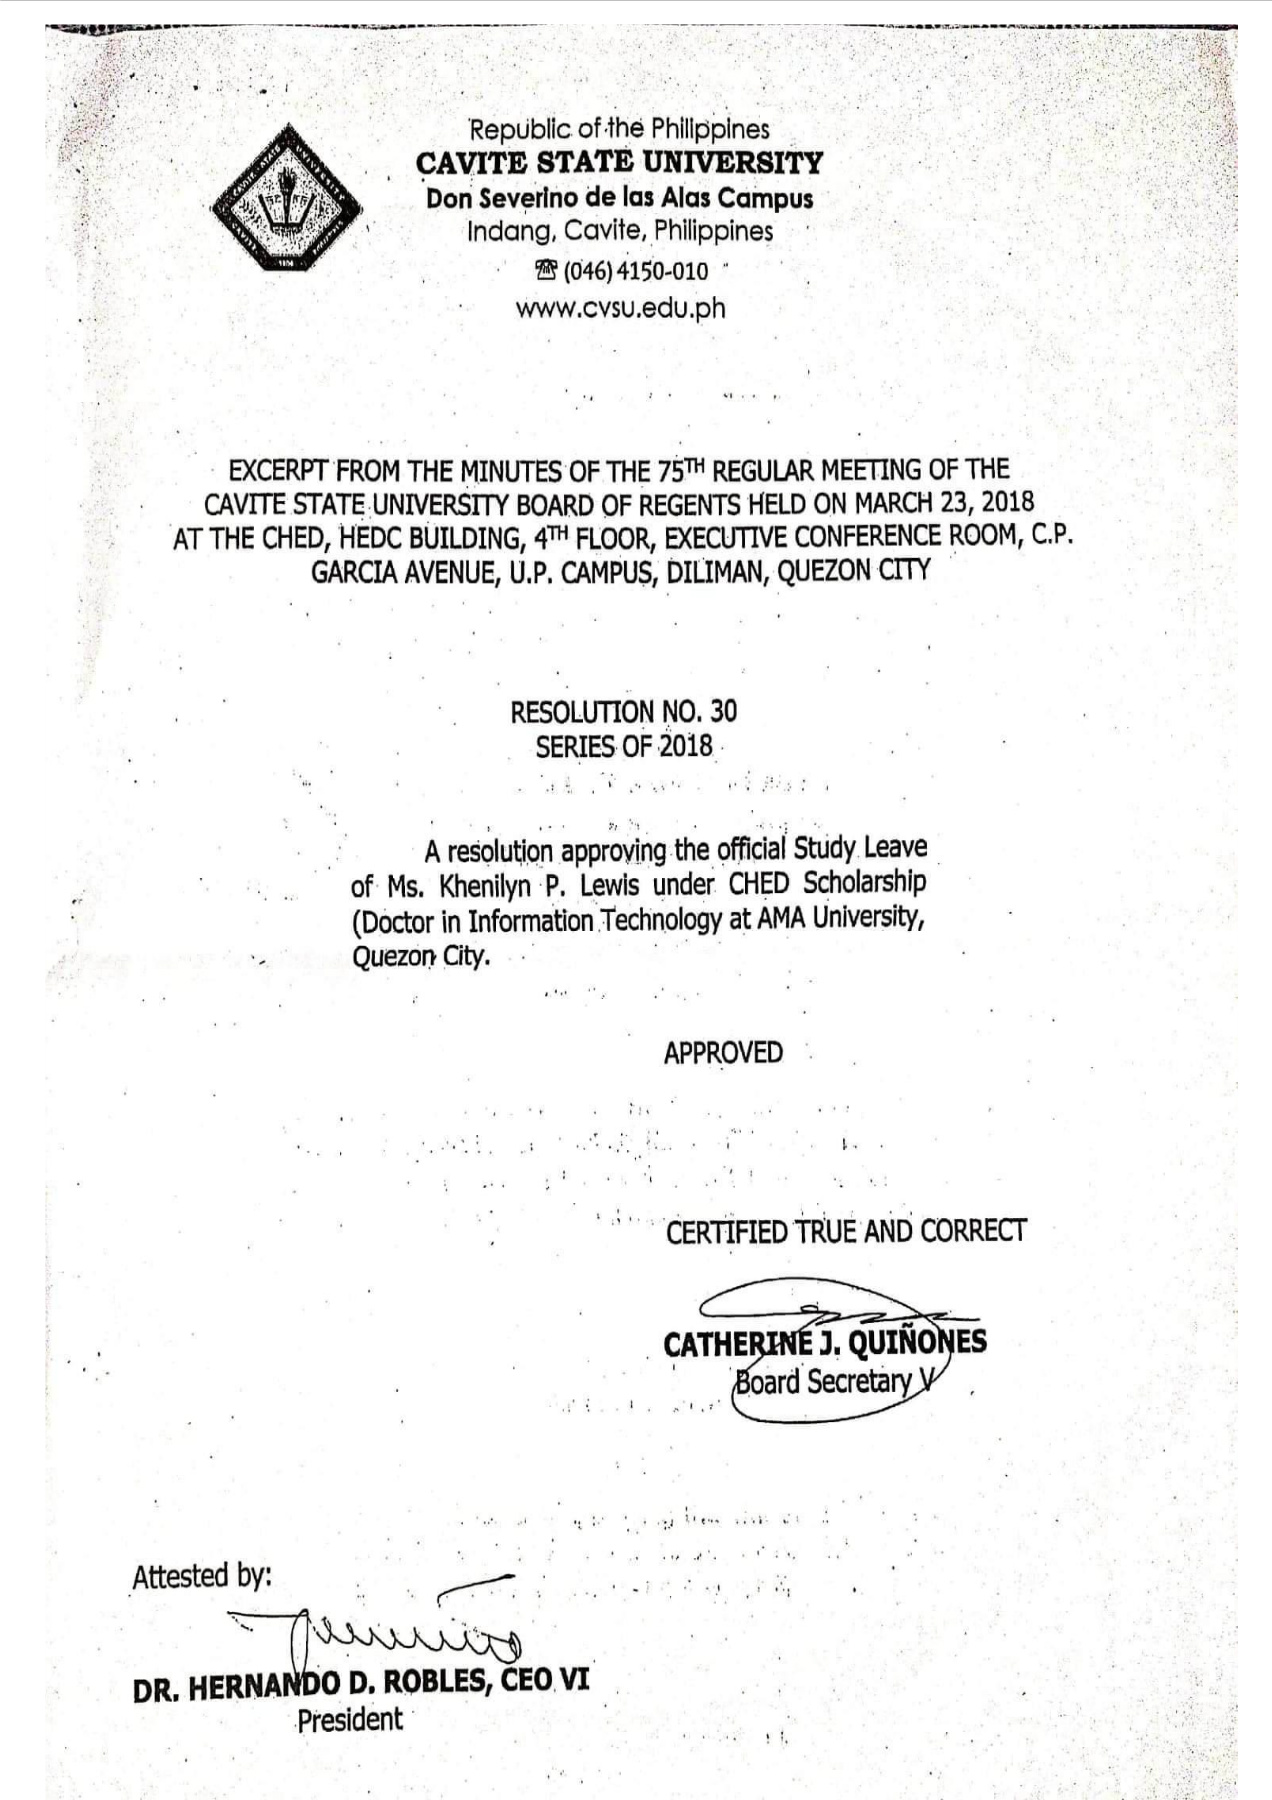 Republic of the Philippines
CAVITE STATE UNIVERSITY
Don Severino de las Alas Campus
Indang, Cavite, Philippines
☎ (046) 4150-010
www.cvsu.edu.ph
EXCERPT FROM THE MINUTES OF THE 75TH REGULAR MEETING OF THE
CAVITE STATE UNIVERSITY BOARD OF REGENTS HELD ON MARCH 23, 2018
AT THE CHED, HEDC BUILDING, 4TH FLOOR, EXECUTIVE CONFERENCE ROOM, C.P.
GARCIA AVENUE, U.P. CAMPUS, DILIMAN, QUEZON CITY
RESOLUTION NO. 30
SERIES OF 2018
A resolution approving the official Study Leave
of Ms. Khenilyn P. Lewis under CHED Scholarship
(Doctor in Information Technology at AMA University,
Quezon City.
APPROVED
CERTIFIED TRUE AND CORRECT
CATHERINE J. QUIÑONES
Board Secretary V
Attested by:
DR. HERNANDO D. ROBLES, CEO VI
President